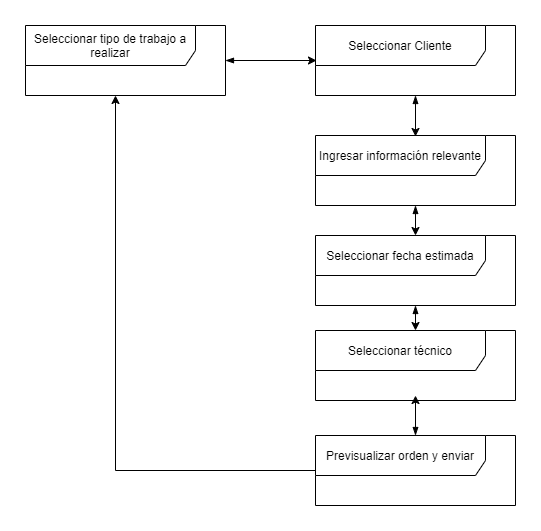 Seleccionar tipo de trabajo a
realizar
Seleccionar Cliente
Ingresar información relevante
Seleccionar fecha estimada
Seleccionar técnico
Previsualizar orden y enviar